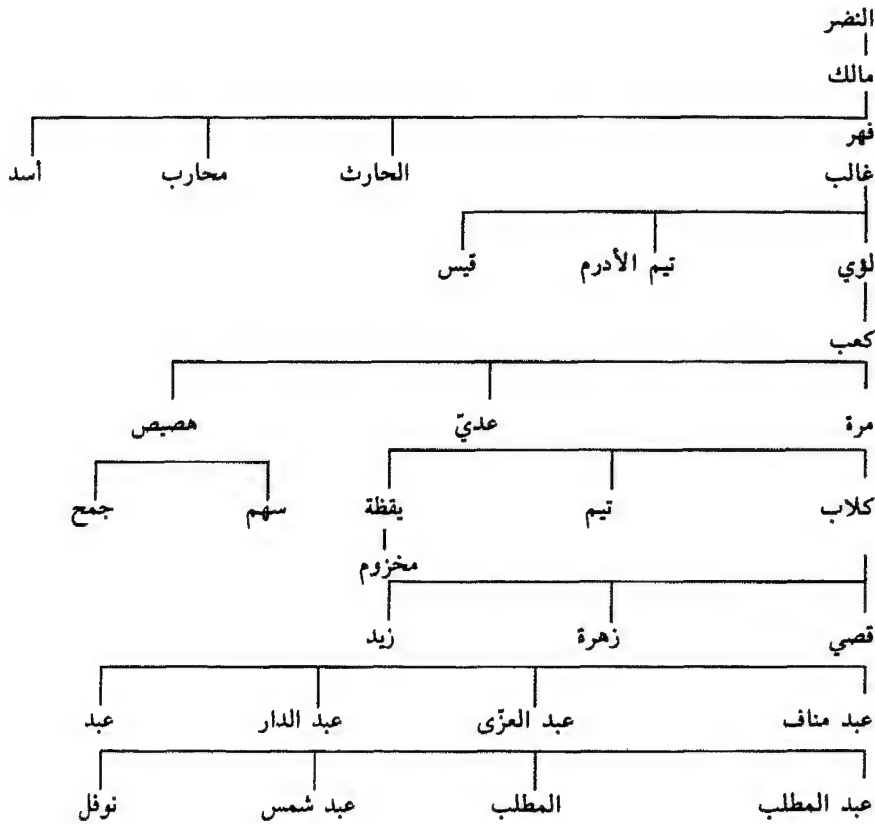 النضر
مالك
فهر
غالب الحارث محارب أسد
لؤي تيم الأدرم قيس
كعب
مرة عديّ هصيص
كلاب تيم يقظة سهم جمح
مخزوم
قصي زهرة زيد
عبد مناف عبد العزّى عبد الدار عبد
عبد المطلب المطلب عبد شمس نوفل